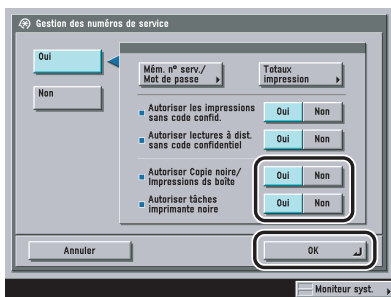 Gestion des numéros de service
Oui
Non
Mém. nº serv./
Mot de passe
Totaux
impression
Autoriser les impressions
sans code confid.
Oui Non
Autoriser lectures à dist.
sans code confidentiel
Oui Non
Autoriser Copie noire/
Impressions ds boîte
Oui Non
Autoriser tâches
imprimante noire
Oui Non
Annuler
OK
Moniteur syst.